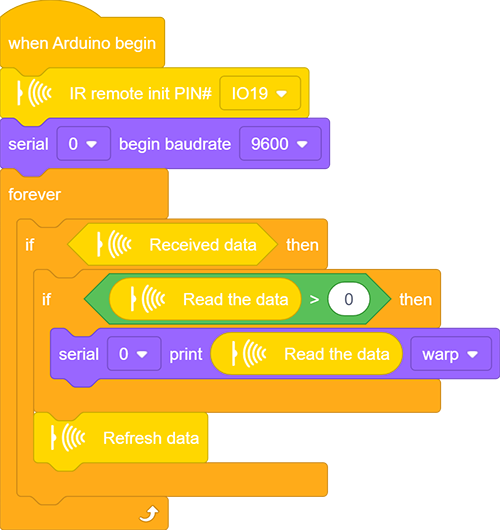 when Arduino begin
IR remote init PIN# IO19
serial 0 begin baudrate 9600
forever
if Received data then
if Read the data > 0 then
serial 0 print Read the data warp
Refresh data